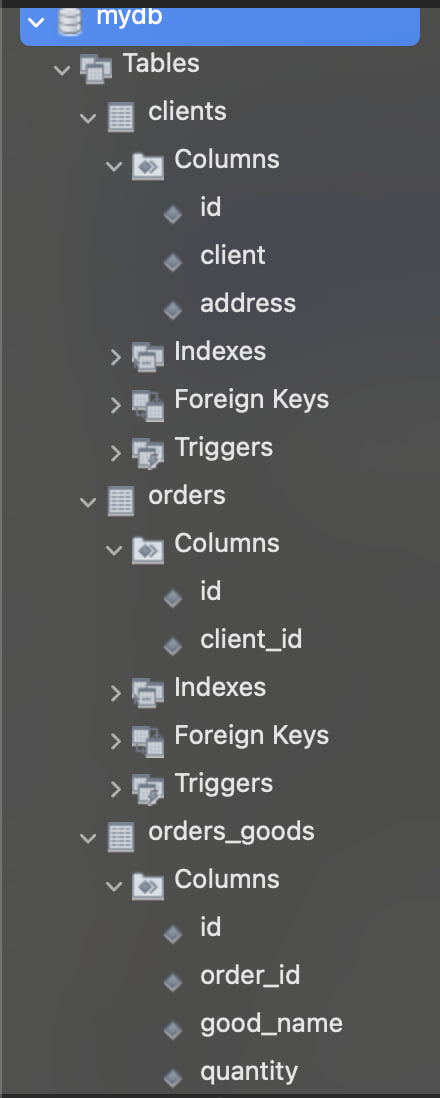 mydb
Tables
clients
Columns
id
client
address
Indexes
Foreign Keys
Triggers
orders
Columns
id
client_id
Indexes
Foreign Keys
Triggers
orders_goods
Columns
id
order_id
good_name
quantity